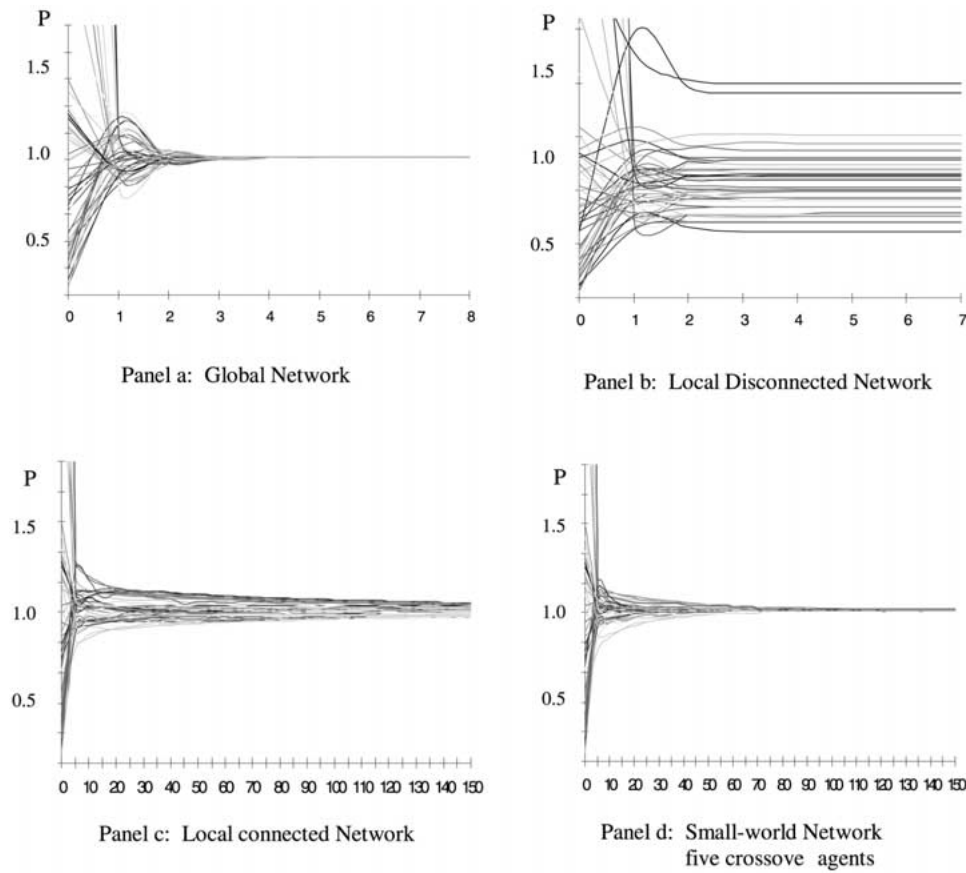 P
1.5
1.0
0.5
0 1 2 3 4 5 6 7 8
Panel a: Global Network
P
1.5
1.0
0.5
0 1 2 3 4 5 6 7
Panel b: Local Disconnected Network
P
1.5
1.0
0.5
0 10 20 30 40 50 60 70 80 90 100 110 120 130 140 150
Panel c: Local connected Network
P
1.5
1.0
0.5
0 10 20 30 40 50 60 70 80 90 100 110 120 130 140 150
Panel d: Small-world Network
five crossove agents